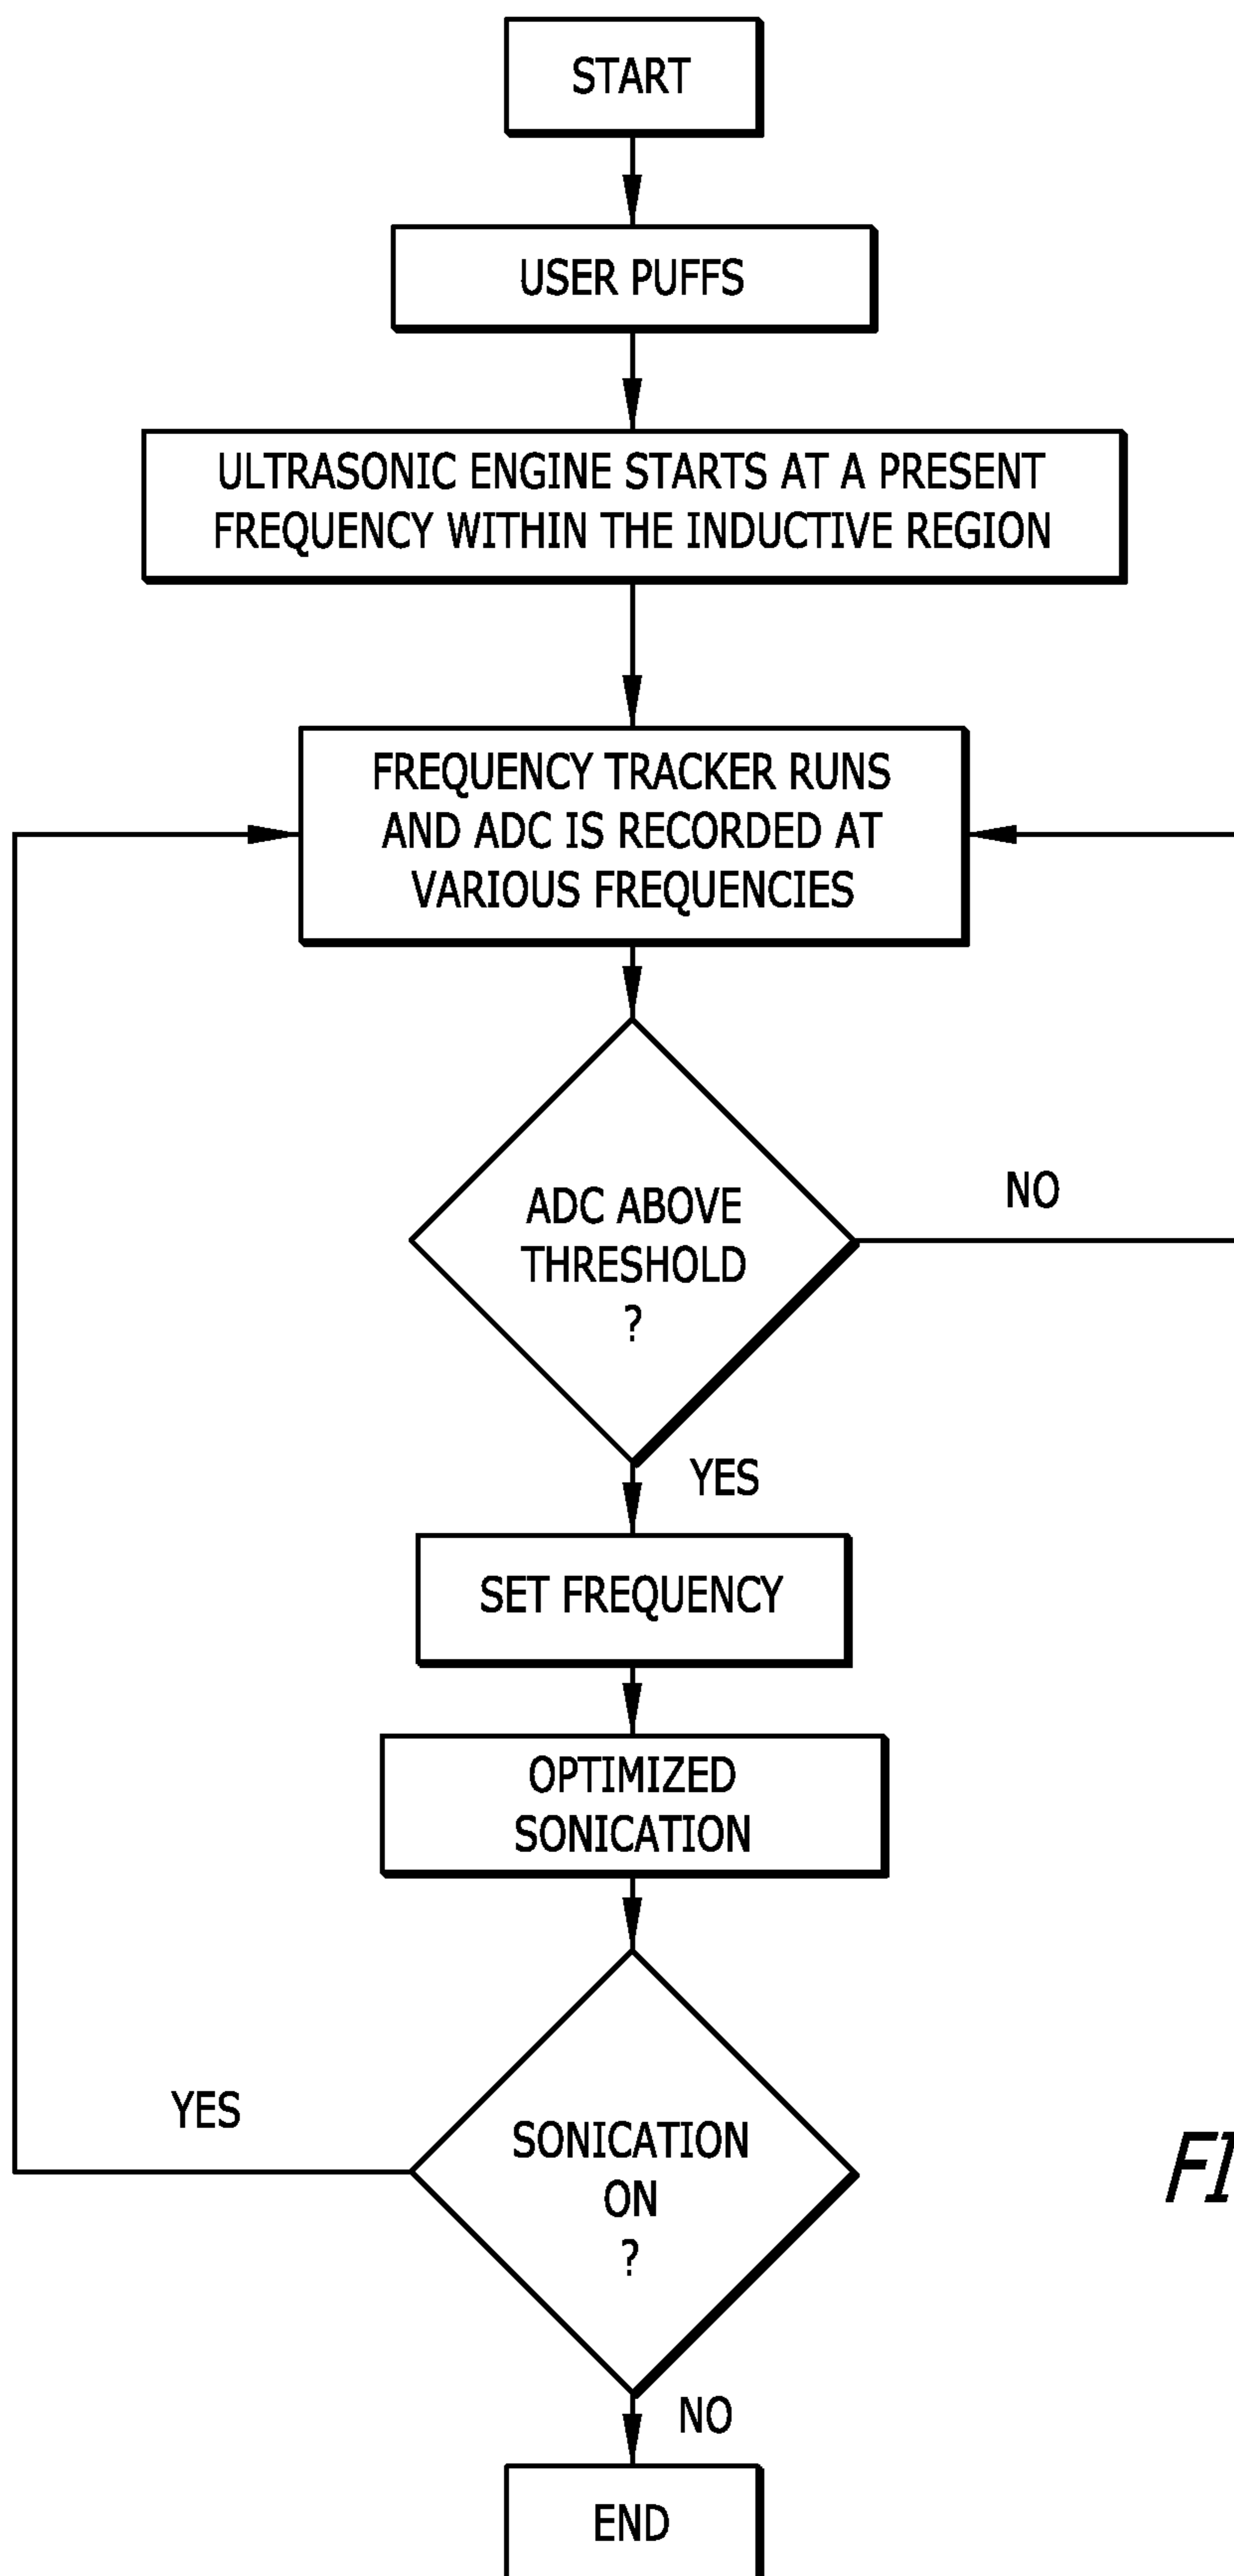 START
USER PUFFS
ULTRASONIC ENGINE STARTS AT A PRESENT
FREQUENCY WITHIN THE INDUCTIVE REGION
FREQUENCY TRACKER RUNS
AND ADC IS RECORDED AT
VARIOUS FREQUENCIES
ADC ABOVE
THRESHOLD
?
NO
YES
SET FREQUENCY
OPTIMIZED
SONICATION
YES
SONICATION
ON
?
NO
END